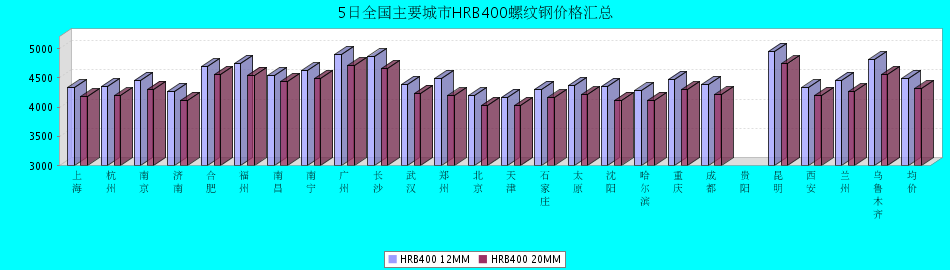 5日全国主要城市HRB400螺纹钢价格汇总
5000
4500
4000
3500
3000
上海
杭州
南京
济南
合肥
福州
南昌
南宁
广州
长沙
武汉
郑州
北京
天津
石家庄
太原
沈阳
哈尔滨
重庆
成都
贵阳
昆明
西安
兰州
乌鲁木齐
均价
HRB400 12MM
HRB400 20MM